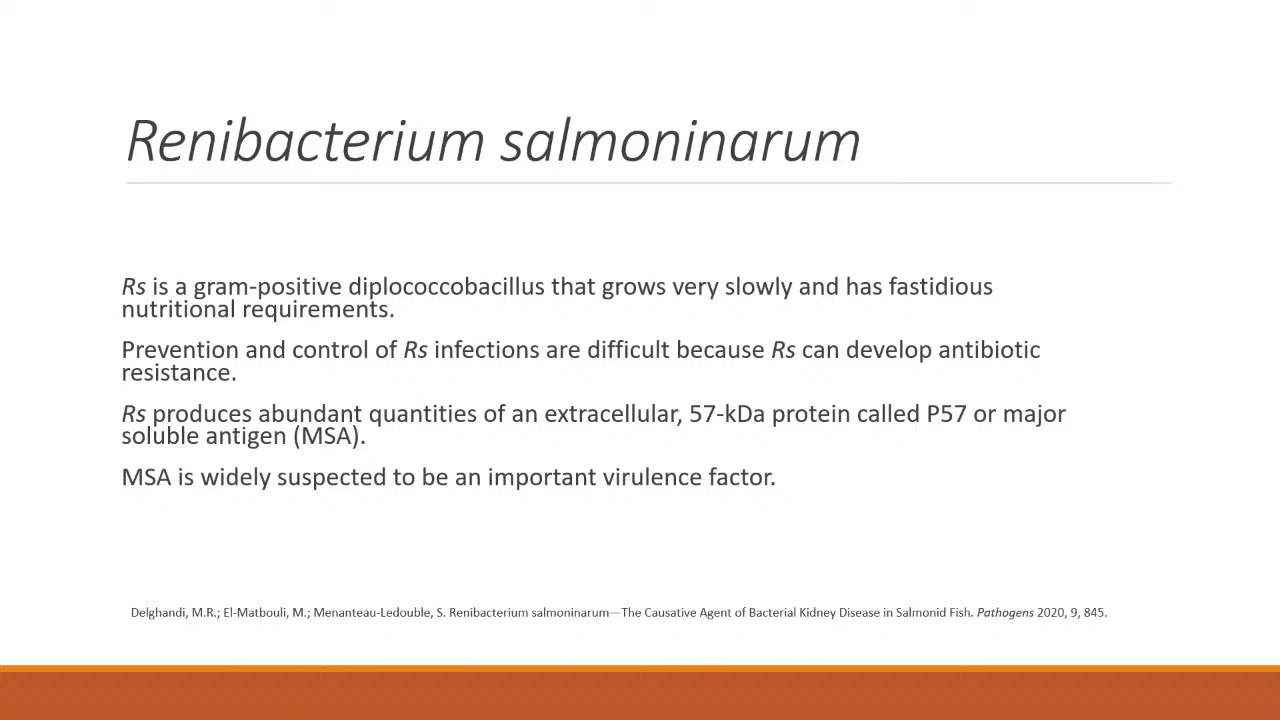 Renibacterium salmoninarum
Rs is a gram-positive diplococcobacillus that grows very slowly and has fastidious
nutritional requirements.
Prevention and control of Rs infections are difficult because Rs can develop antibiotic
resistance.
Rs produces abundant quantities of an extracellular, 57-kDa protein called P57 or major
soluble antigen (MSA).
MSA is widely suspected to be an important virulence factor.
Delghandi, M.R.; El-Matbouli, M.; Menanteau-Ledouble, S. Renibacterium salmoninarum—The Causative Agent of Bacterial Kidney Disease in Salmonid Fish. Pathogens 2020, 9, 845.